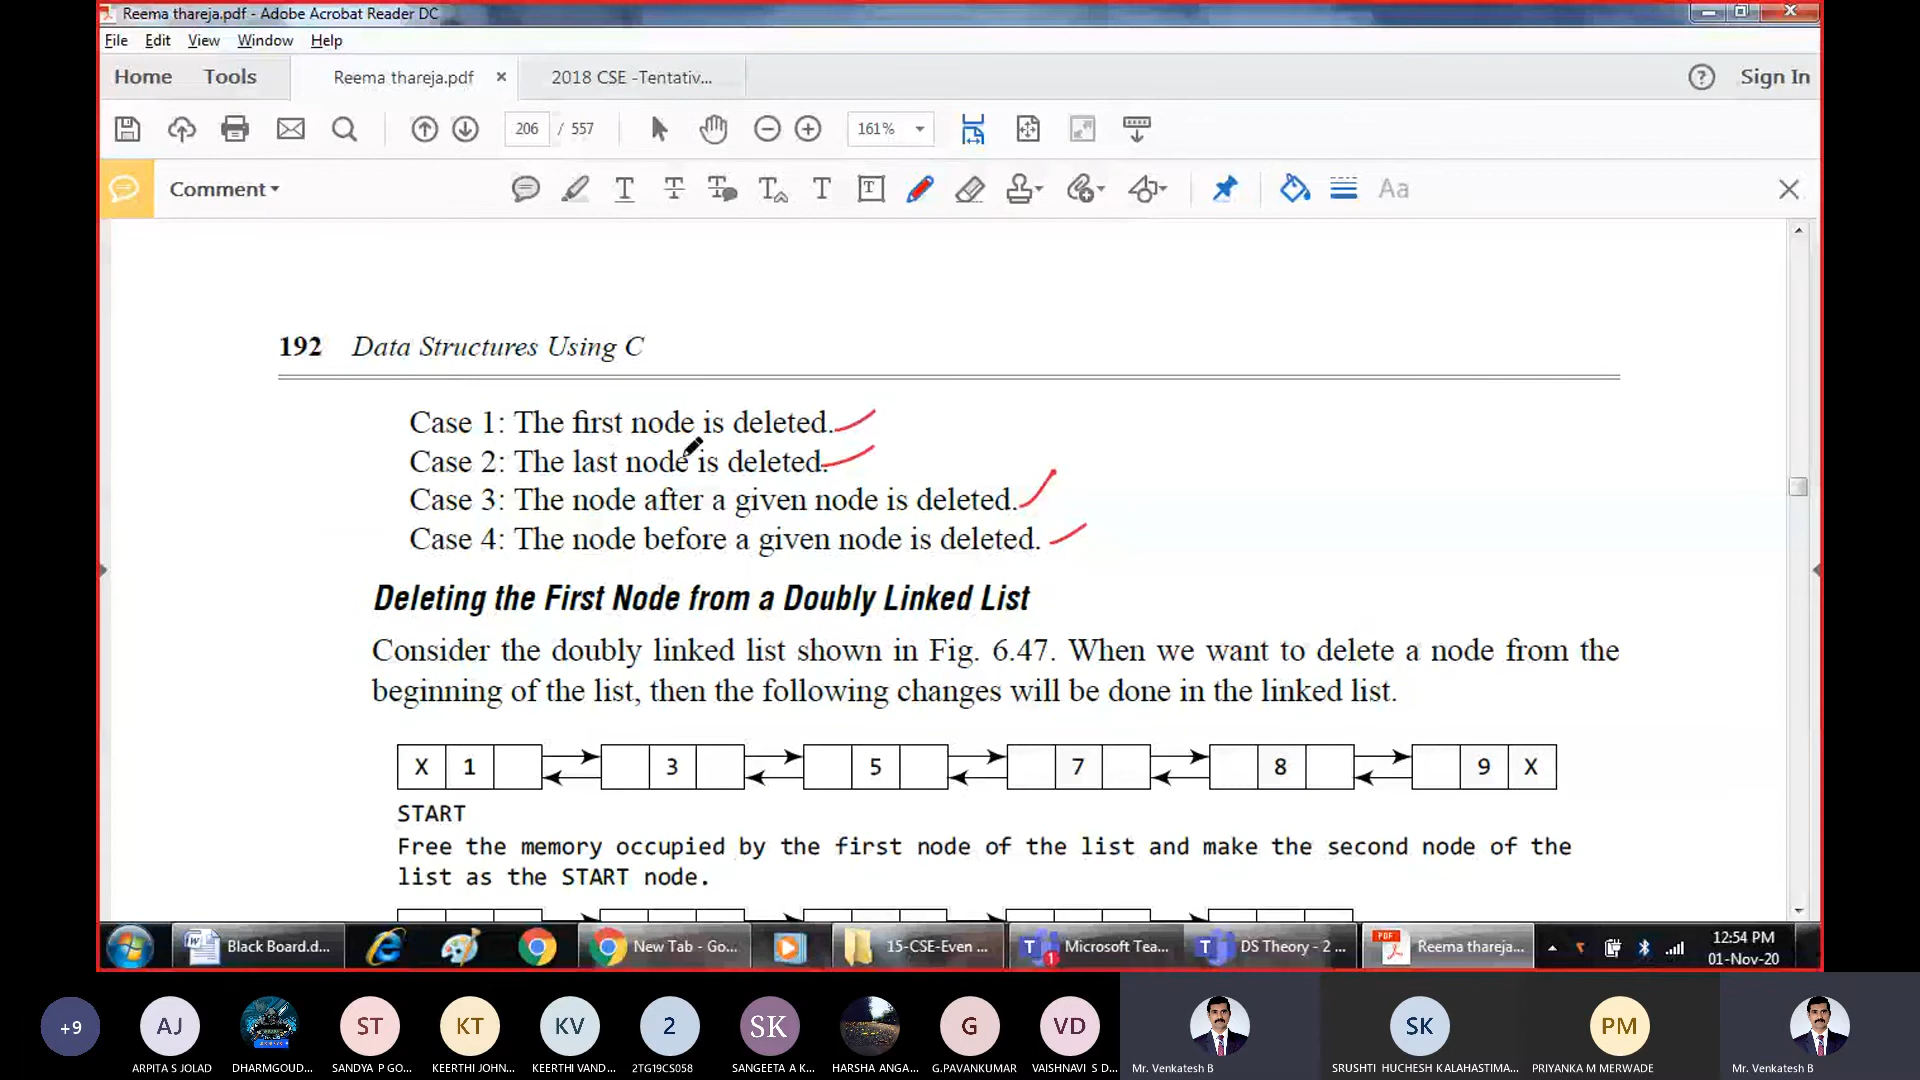 Reema thareja.pdf - Adobe Acrobat Reader DC
File Edit View Window Help
Home Tools Reema thareja.pdf × 2018 CSE -Tentativ... ? Sign In
206 / 557 161%
Comment
192 Data Structures Using C
Case 1: The first node is deleted.
Case 2: The last node is deleted.
Case 3: The node after a given node is deleted.
Case 4: The node before a given node is deleted.
Deleting the First Node from a Doubly Linked List
Consider the doubly linked list shown in Fig. 6.47. When we want to delete a node from the
beginning of the list, then the following changes will be done in the linked list.
X 1 3 5 7 8 9 X
START
Free the memory occupied by the first node of the list and make the second node of the
list as the START node.
Black Board.d... New Tab - Go... 15-CSE-Even ... Microsoft Tea... DS Theory - 2 ... Reema thareja... 12:54 PM
01-Nov-20
+9 AJ ST KT KV 2 SK G VD SK PM
ARPITA S JOLAD DHARMGOUD... SANDYA P GO... KEERTHI JOHN... KEERTHI VAND... 2TG19CS058 SANGEETA A K... HARSHA ANGA... G.PAVANKUMAR VAISHNAVI S D... Mr. Venkatesh B SRUSHTI HUCHESH KALAHASTIMA... PRIYANKA M MERWADE Mr. Venkatesh B